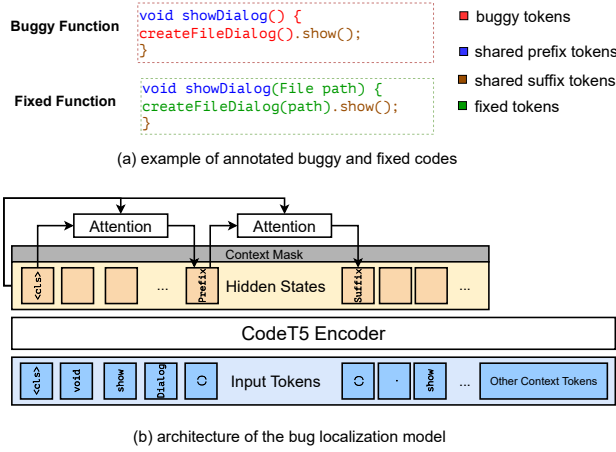 Buggy Function
void showDialog() {
createFileDialog().show();
}
Fixed Function
void showDialog(File path) {
createFileDialog(path).show();
}
buggy tokens
shared prefix tokens
shared suffix tokens
fixed tokens
(a) example of annotated buggy and fixed codes
Attention
Attention
Context Mask
<cls>
...
Prefix
Hidden States
Suffix
...
CodeT5 Encoder
<cls>
void
show
Dialog
()
Input Tokens
()
.
show
...
Other Context Tokens
(b) architecture of the bug localization model